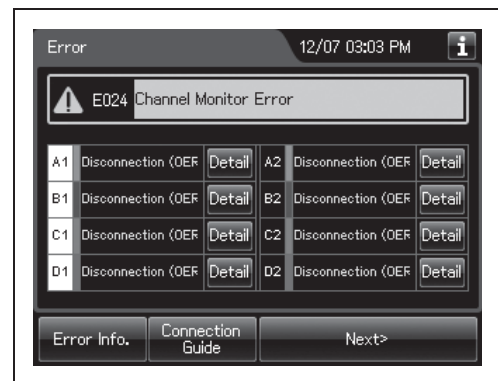 Error 12/07 03:03 PM i
E024 Channel Monitor Error
A1 Disconnection (OER Detail A2 Disconnection (OER Detail
B1 Disconnection (OER Detail B2 Disconnection (OER Detail
C1 Disconnection (OER Detail C2 Disconnection (OER Detail
D1 Disconnection (OER Detail D2 Disconnection (OER Detail
Error Info. Connection Guide Next>